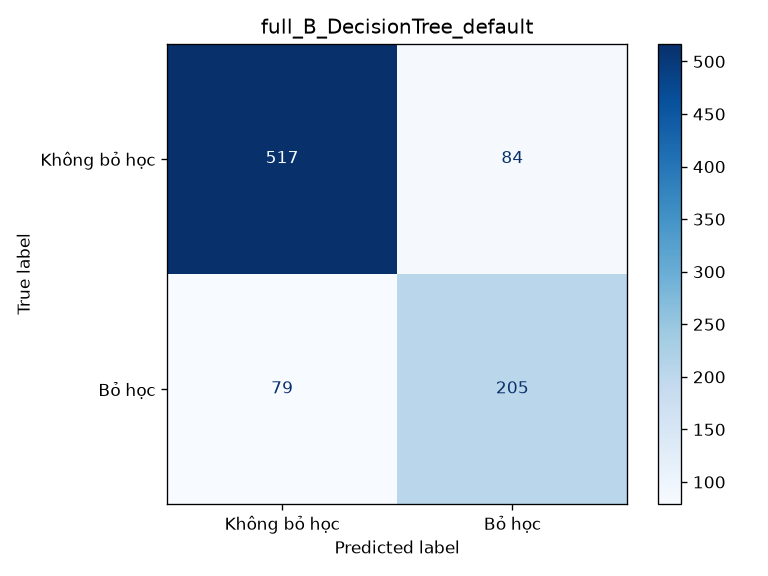 full_B_DecisionTree_default
True label
Không bỏ học
517
84
Bỏ học
79
205
Không bỏ học
Bỏ học
Predicted label
500
450
400
350
300
250
200
150
100